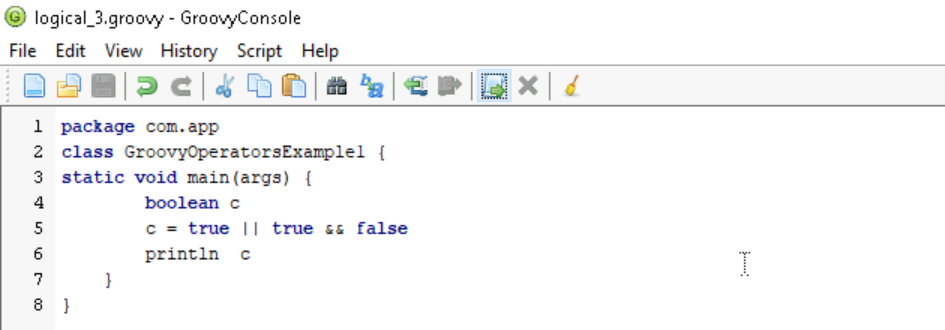 logical_3.groovy - GroovyConsole
File Edit View History Script Help
1 package com.app
2 class GroovyOperatorsExample1 {
3 static void main(args) {
4 boolean c
5 c = true || true && false
6 println  c
7 }
8 }